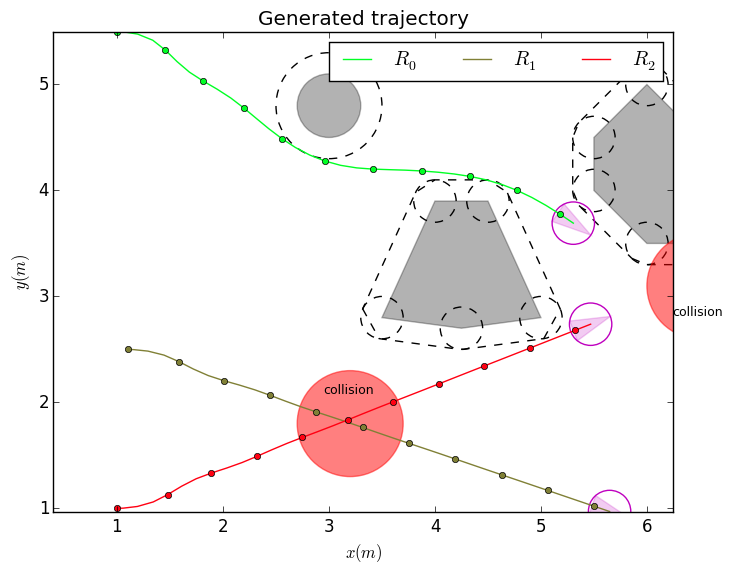 Generated trajectory
R0 R1 R2
5
4
collision
y(m)
3
collision
2
1
1 2 3 4 5 6
x(m)